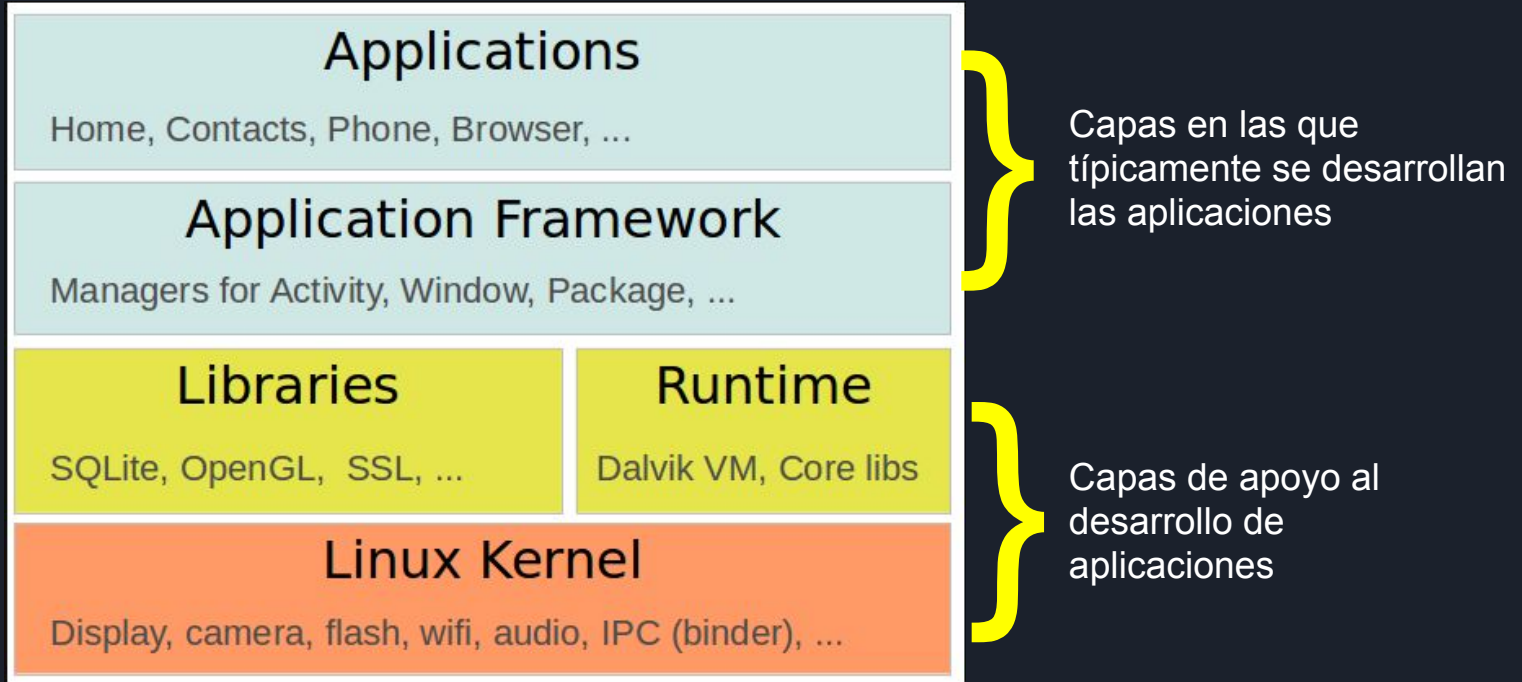 Applications
Home, Contacts, Phone, Browser, ...
Application Framework
Managers for Activity, Window, Package, ...
Libraries
SQLite, OpenGL, SSL, ...
Runtime
Dalvik VM, Core libs
Linux Kernel
Display, camera, flash, wifi, audio, IPC (binder), ...
Capas en las que
típicamente se desarrollan
las aplicaciones
Capas de apoyo al
desarrollo de
aplicaciones